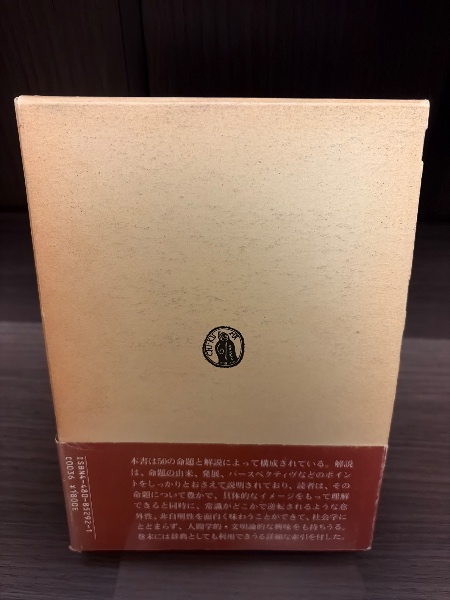 本書は50の命題と解説によって構成されている。解説
は、命題の由来、発展、パースペクティヴなどのポイン
トをしっかりとおさえて説明されており、読者は、その
命題について豊かで、具体的なイメージをもって理解
できると同時に、常識がどこかで逆転されるような意
外性、非自明性を面白く味わうことができて、社会学に
とどまらず、人間学的・文明論的な興味をも持ちうる。
巻末には辞典としても利用できうる詳細な索引を付した。
ISBN4-480-85292-1
C0036 ¥1800E